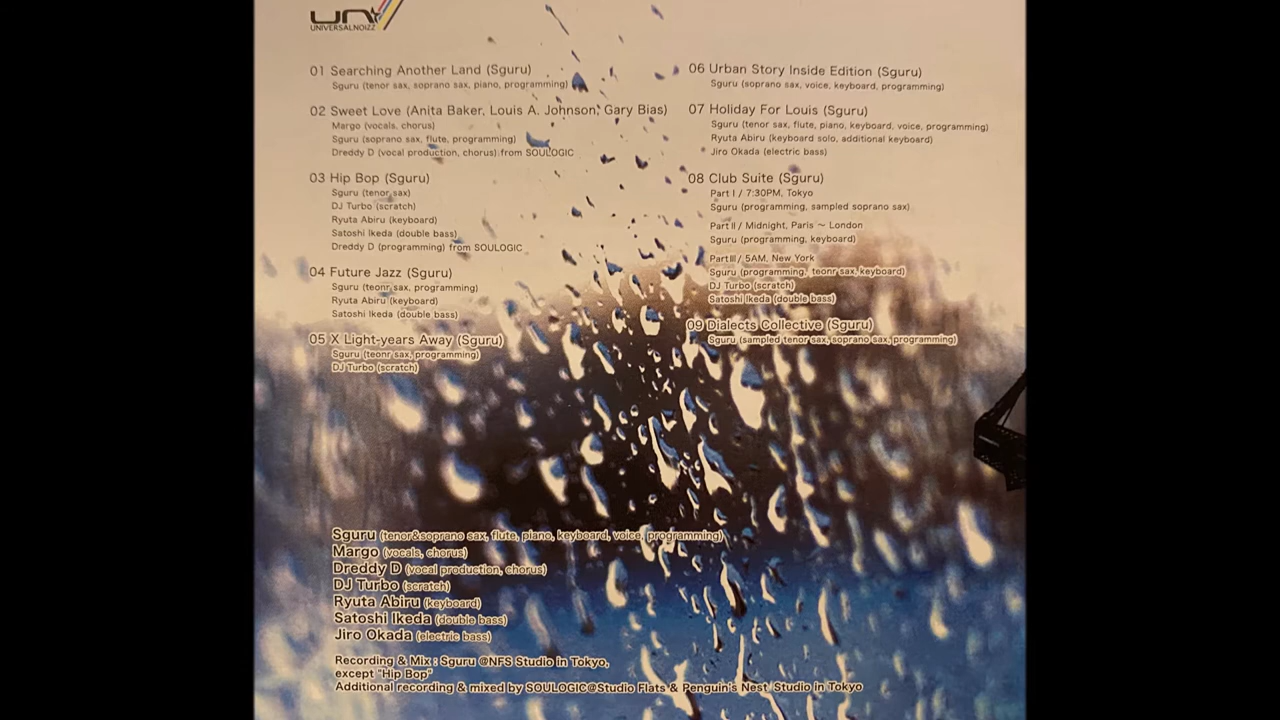 un
UNIVERSALNOIZZ
01 Searching Another Land (Sguru)
Sguru (tenor sax, soprano sax, piano, programming)
02 Sweet Love (Anita Baker, Louis A. Johnson, Gary Bias)
Margo (vocals, chorus)
Sguru (soprano sax, flute, programming)
Dreddy D (vocal production, chorus) from SOULOGIC
03 Hip Bop (Sguru)
Sguru (tenor sax)
DJ Turbo (scratch)
Ryuta Abiru (keyboard)
Satoshi Ikeda (double bass)
Dreddy D (programming) from SOULOGIC
04 Future Jazz (Sguru)
Sguru (teonr sax, programming)
Ryuta Abiru (keyboard)
Satoshi Ikeda (double bass)
05 X Light-years Away (Sguru)
Sguru (teonr sax, programming)
DJ Turbo (scratch)
06 Urban Story Inside Edition (Sguru)
Sguru (soprano sax, voice, keyboard, programming)
07 Holiday For Louis (Sguru)
Sguru (tenor sax, flute, piano, keyboard, voice, programming)
Ryuta Abiru (keyboard solo, additional keyboard)
Jiro Okada (electric bass)
08 Club Suite (Sguru)
Part I / 7:30PM, Tokyo
Sguru (programming, sampled soprano sax)
Part II / Midnight, Paris ～ London
Sguru (programming, keyboard)
Part III / 5AM, New York
Sguru (programming, teonr sax, keyboard)
DJ Turbo (scratch)
Satoshi Ikeda (double bass)
09 Dialects Collective (Sguru)
Sguru (sampled tenor sax, soprano sax, programming)
Sguru (tenor&soprano sax, flute, piano, keyboard, voice, programming)
Margo (vocals, chorus)
Dreddy D (vocal production, chorus)
DJ Turbo (scratch)
Ryuta Abiru (keyboard)
Satoshi Ikeda (double bass)
Jiro Okada (electric bass)
Recording & Mix : Sguru @NFS Studio in Tokyo,
except "Hip Bop"
Additional recording & mixed by SOULOGIC@Studio Flats & Penguin's Nest Studio in Tokyo